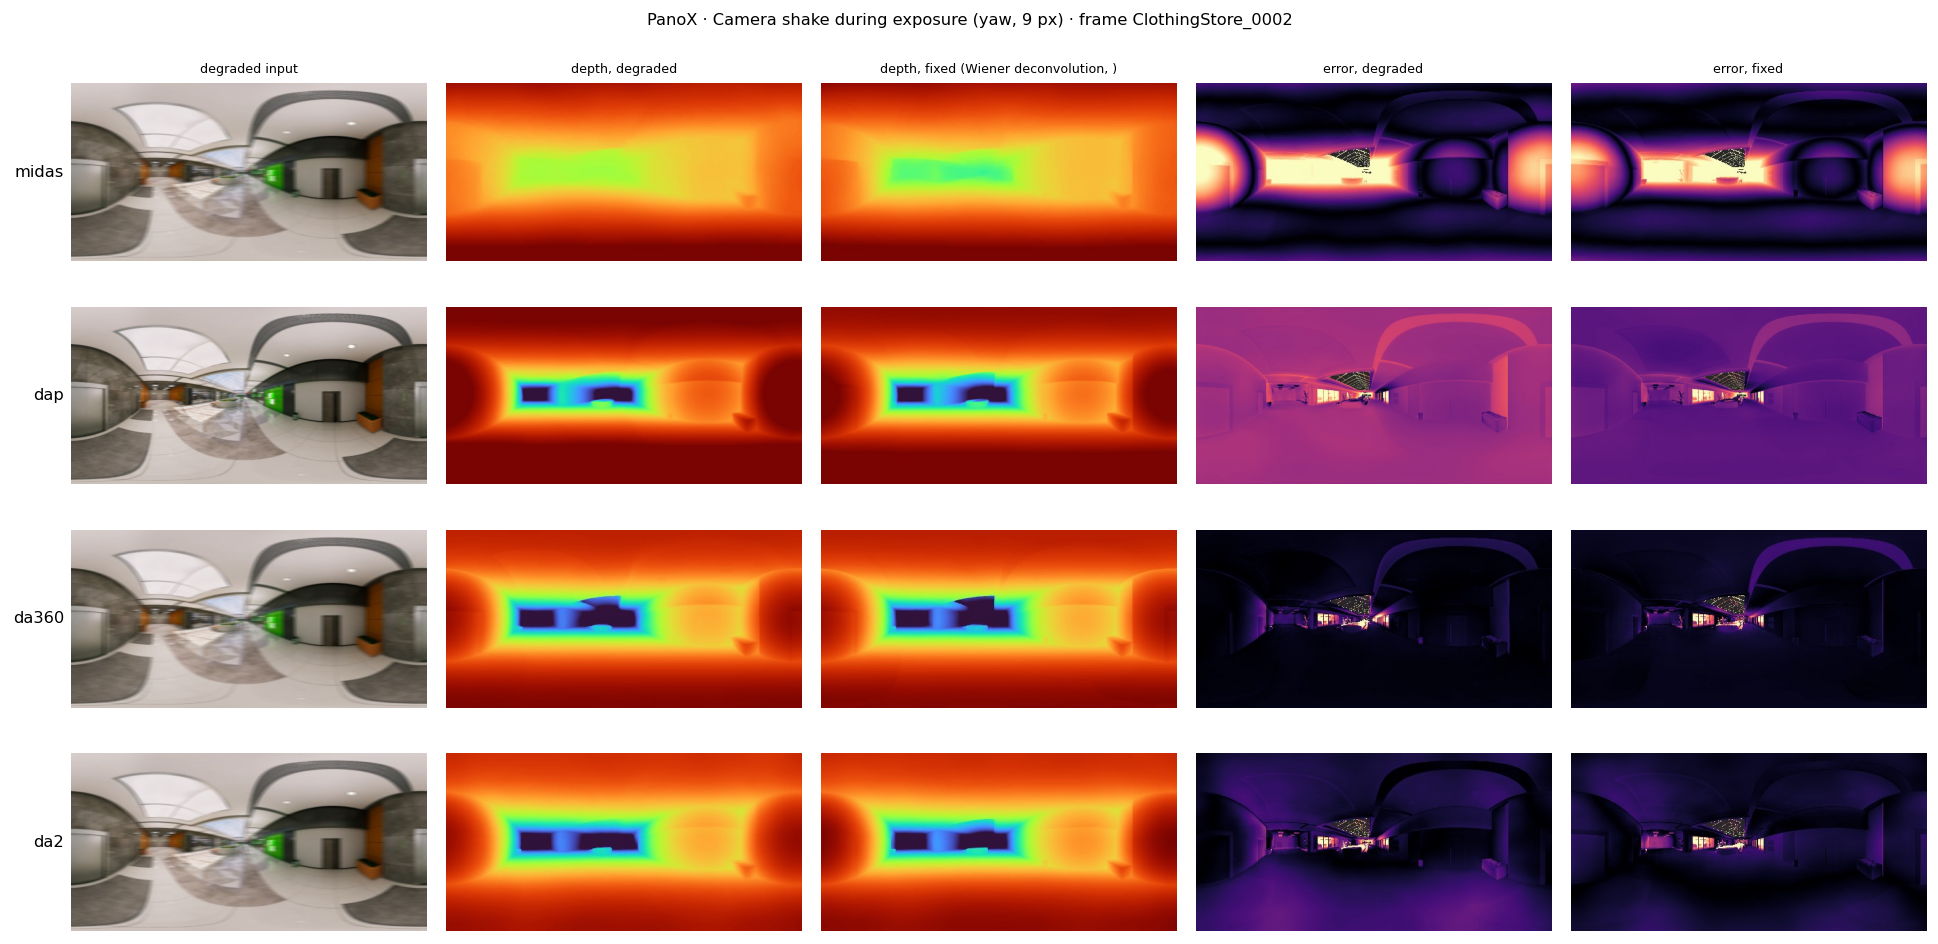 PanoX · Camera shake during exposure (yaw, 9 px) · frame ClothingStore_0002
degraded input
depth, degraded
depth, fixed (Wiener deconvolution, )
error, degraded
error, fixed
midas
dap
da360
da2